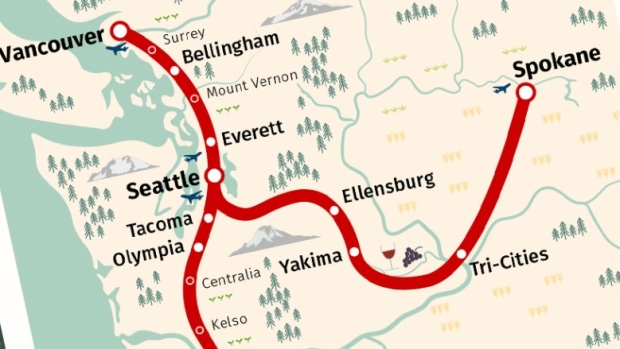 Vancouver
Surrey
Bellingham
Mount Vernon
Everett
Seattle
Tacoma
Olympia
Centralia
Kelso
Ellensburg
Yakima
Tri-Cities
Spokane